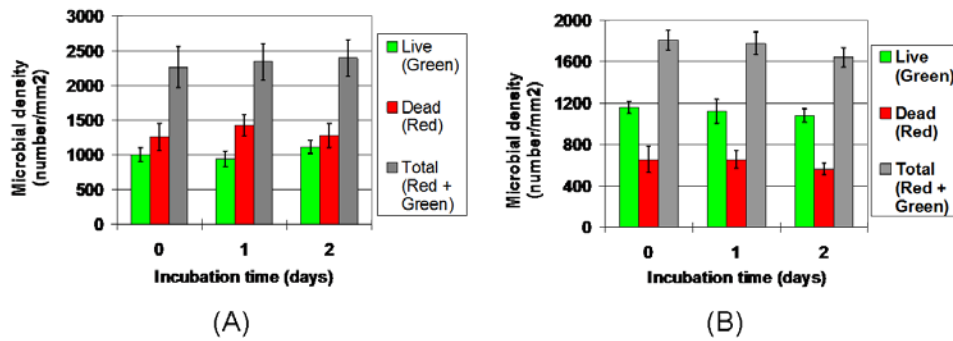 Microbial density
(number/mm2)
3000
2500
2000
1500
1000
500
0
0 1 2
Incubation time (days)
Live
(Green)
Dead
(Red)
Total
(Red +
Green)
(A)
Microbial density
(number/mm2)
2000
1600
1200
800
400
0
0 1 2
Incubation time (days)
Live
(Green)
Dead
(Red)
Total
(Red +
Green)
(B)